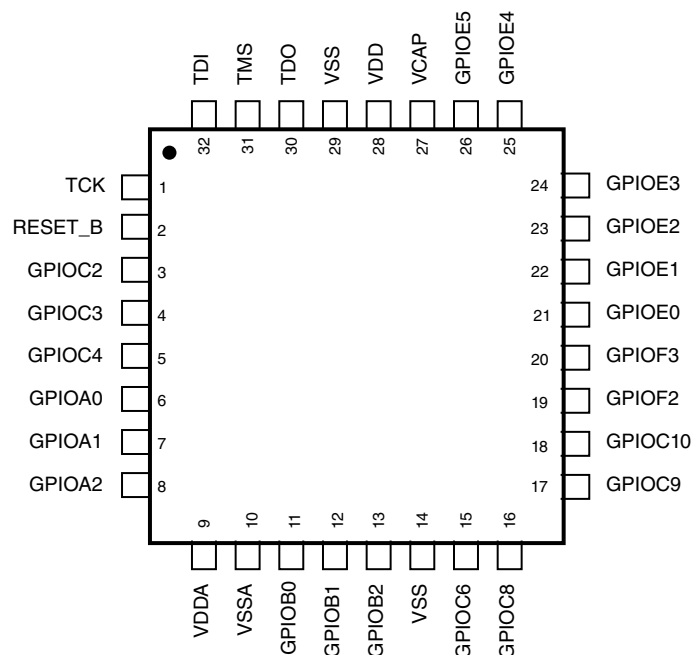 TDI TMS TDO VSS VDD VCAP GPIOE5 GPIOE4
32 31 30 29 28 27 26 25
TCK 1 24 GPIOE3
RESET_B 2 23 GPIOE2
GPIOC2 3 22 GPIOE1
GPIOC3 4 21 GPIOE0
GPIOC4 5 20 GPIOF3
GPIOA0 6 19 GPIOF2
GPIOA1 7 18 GPIOC10
GPIOA2 8 17 GPIOC9
9 10 11 12 13 14 15 16
VDDA VSSA GPIOB0 GPIOB1 GPIOB2 VSS GPIOC6 GPIOC8